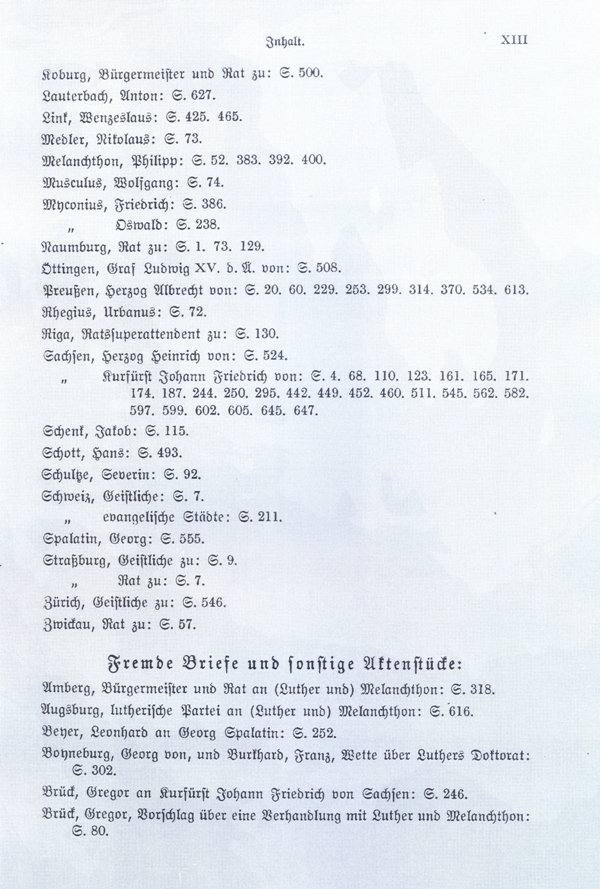 Inhalt. XIII
Koburg, Bürgermeister und Rat zu: S. 500.
Lauterbach, Anton: S. 627.
Link, Wenzeslaus: S. 425. 465.
Medler, Nikolaus: S. 73.
Melanchthon, Philipp: S. 52. 383. 392. 400.
Musculus, Wolfgang: S. 74.
Myconius, Friedrich: S. 386.
„ Oswald: S. 238.
Naumburg, Rat zu: S. 1. 73. 129.
Öttingen, Graf Ludwig XV. d. Ä. von: S. 508.
Preußen, Herzog Albrecht von: S. 20. 60. 229. 253. 299. 314. 370. 534. 613.
Rhegius, Urbanus: S. 72.
Riga, Ratssuperattendent zu: S. 130.
Sachsen, Herzog Heinrich von: S. 524.
„ Kurfürst Johann Friedrich von: S. 4. 68. 110. 123. 161. 165. 171.
174. 187. 244. 250. 295. 442. 449. 452. 460. 511. 545. 562. 582.
597. 599. 602. 605. 645. 647.
Schenk, Jakob: S. 115.
Schott, Hans: S. 493.
Schultze, Severin: S. 92.
Schweiz, Geistliche: S. 7.
„ evangelische Städte: S. 211.
Spalatin, Georg: S. 555.
Straßburg, Geistliche zu: S. 9.
„ Rat zu: S. 7.
Zürich, Geistliche zu: S. 546.
Zwickau, Rat zu: S. 57.
Fremde Briefe und sonstige Aktenstücke:
Amberg, Bürgermeister und Rat an (Luther und) Melanchthon: S. 318.
Augsburg, lutherische Partei an (Luther und) Melanchthon: S. 616.
Beyer, Leonhard an Georg Spalatin: S. 252.
Boyneburg, Georg von, und Burkhard, Franz, Wette über Luthers Doktorat:
S. 302.
Brück, Gregor an Kurfürst Johann Friedrich von Sachsen: S. 246.
Brück, Gregor, Vorschlag über eine Verhandlung mit Luther und Melanchthon:
S. 80.